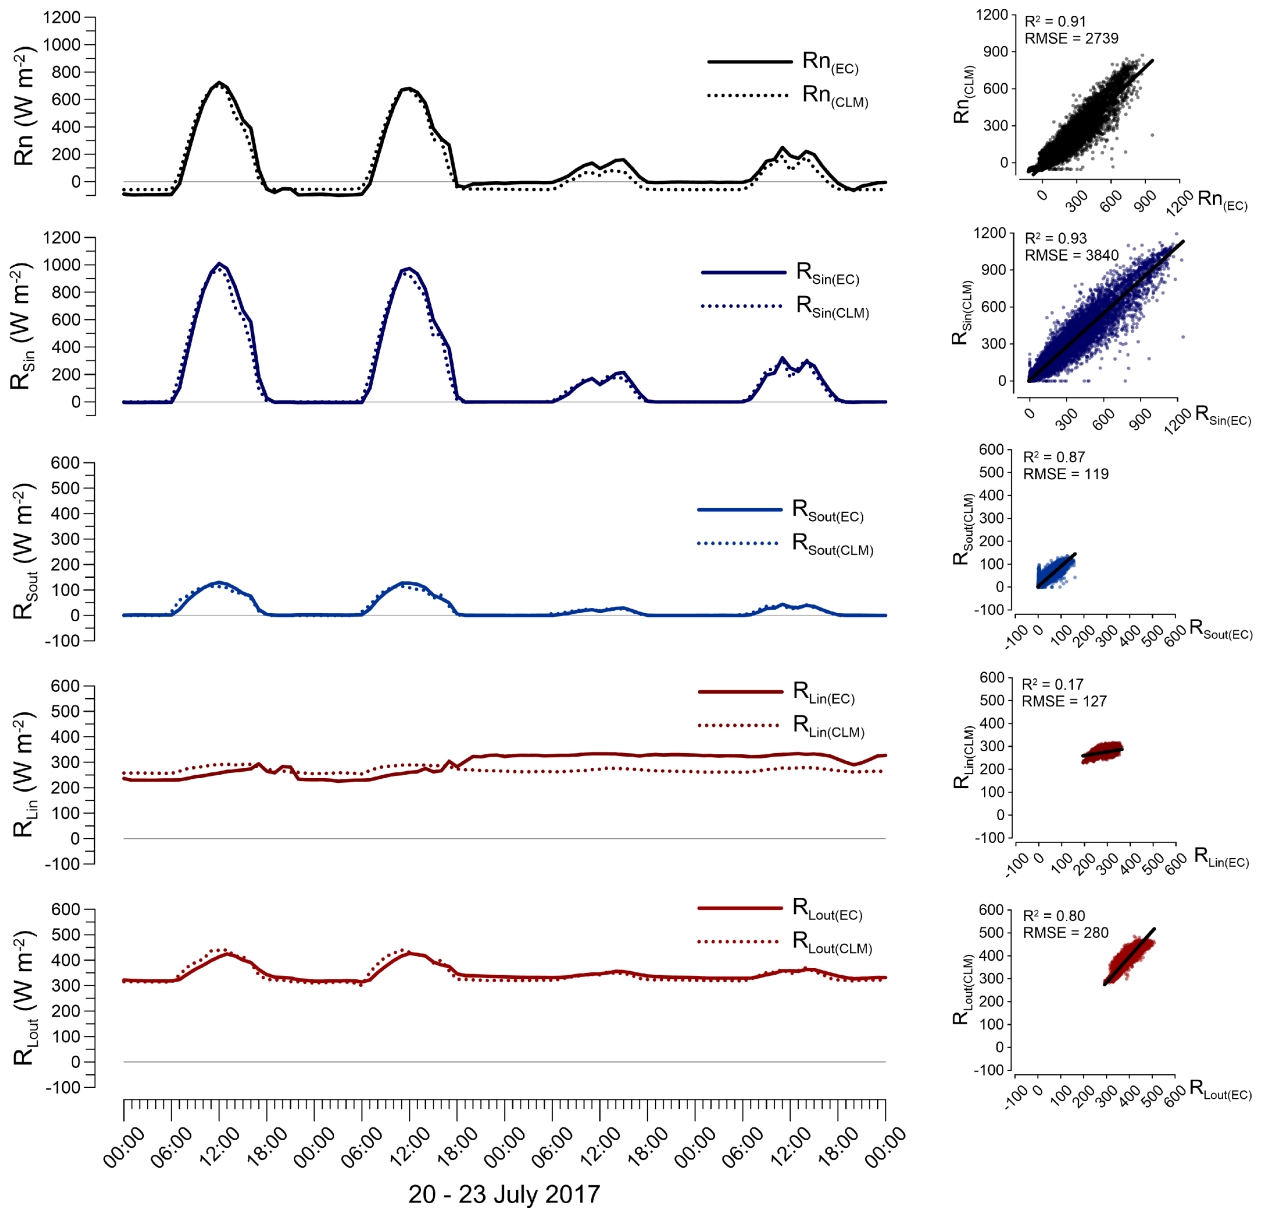 1200
1000
800
600
400
200
0
Rn (W m-2)
Rn(EC)
Rn(CLM)
R2 = 0.91
RMSE = 2739
1200
900
600
300
0
Rn(CLM)
0 300 600 900 1200
Rn(EC)
1200
1000
800
600
400
200
0
RSin (W m-2)
RSin(EC)
RSin(CLM)
R2 = 0.93
RMSE = 3840
1200
900
600
300
0
RSin(CLM)
0 300 600 900 1200
RSin(EC)
600
500
400
300
200
100
0
-100
RSout (W m-2)
RSout(EC)
RSout(CLM)
R2 = 0.87
RMSE = 119
600
500
400
300
200
100
0
-100
RSout(CLM)
-100 0 100 200 300 400 500 600
RSout(EC)
600
500
400
300
200
100
0
-100
RLin (W m-2)
RLin(EC)
RLin(CLM)
R2 = 0.17
RMSE = 127
600
500
400
300
200
100
0
-100
RLin(CLM)
-100 0 100 200 300 400 500 600
RLin(EC)
600
500
400
300
200
100
0
-100
RLout (W m-2)
RLout(EC)
RLout(CLM)
R2 = 0.80
RMSE = 280
600
500
400
300
200
100
0
-100
RLout(CLM)
-100 0 100 200 300 400 500 600
RLout(EC)
00:00 06:00 12:00 18:00 00:00 06:00 12:00 18:00 00:00 06:00 12:00 18:00 00:00 06:00 12:00 18:00 0.00
20 - 23 July 2017